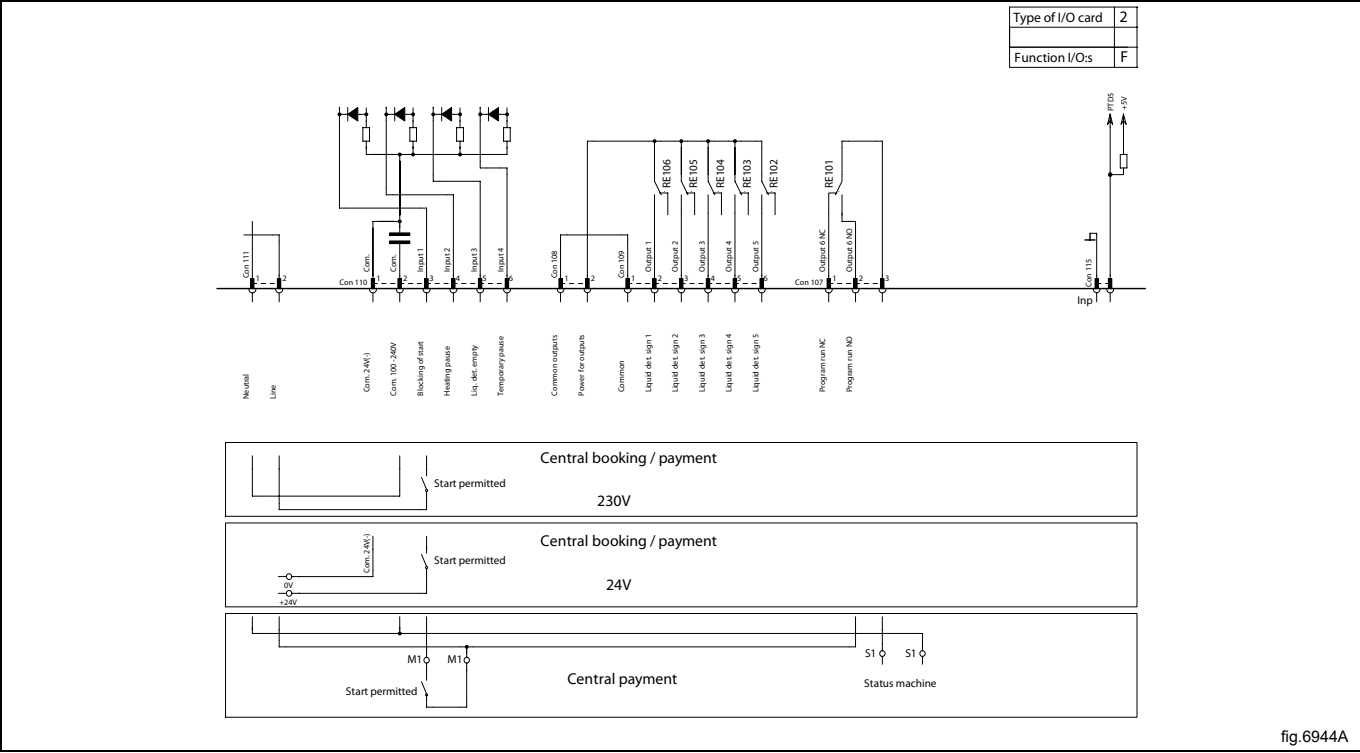 Type of I/O card 2
Function I/O:s F
PTD5
+5V
RE106
RE105
RE104
RE103
RE102
RE101
Con 111
1
2
Con 110
Com.
1
Com.
2
Input 1
3
Input 2
4
Input 3
5
Input 4
6
Con 108
1
2
Con 109
1
Output 1
2
Output 2
3
Output 3
4
Output 4
5
Output 5
6
Con 107
Output 6 NC
1
Output 6 NO
2
3
Con 115
Inp
Neutral
Line
Com. 24V(-)
Com. 100 - 240V
Blocking of start
Heating pause
Liq. det. empty
Temporary pause
Common outputs
Power for outputs
Common
Liquid det. sign 1
Liquid det. sign 2
Liquid det. sign 3
Liquid det. sign 4
Liquid det. sign 5
Program run NC
Program run NO
Central booking / payment
Start permitted
230V
Central booking / payment
Com. 24V(-)
Start permitted
24V
0V
+24V
M1 M1
S1 S1
Central payment
Start permitted
Status machine
fig.6944A